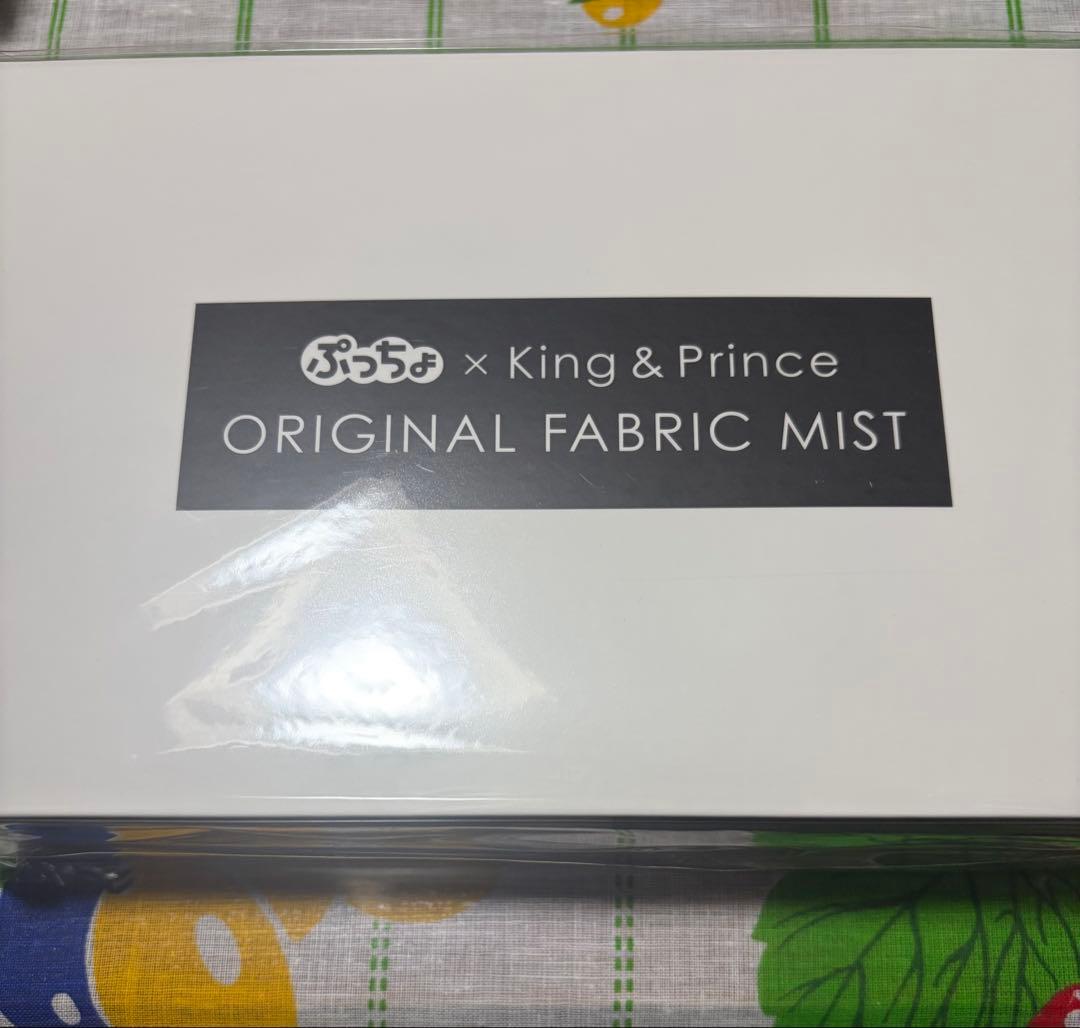 ぷっちょ × King & Prince
ORIGINAL FABRIC MIST